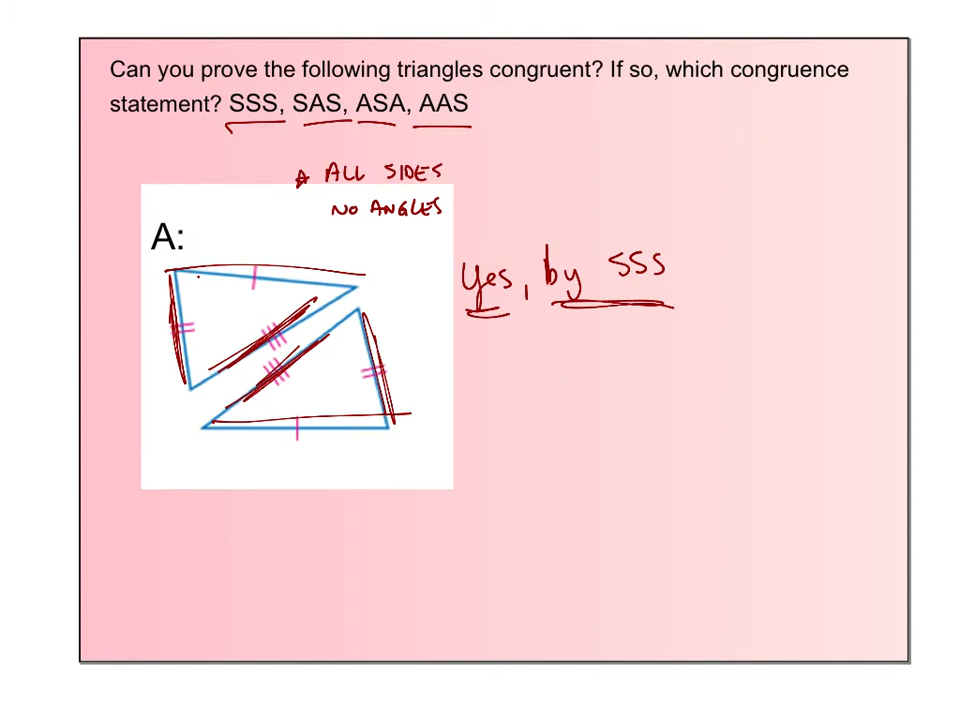 Can you prove the following triangles congruent? If so, which congruence
statement? SSS, SAS, ASA, AAS
ALL SIDES
NO ANGLES
A:
Yes, by SSS